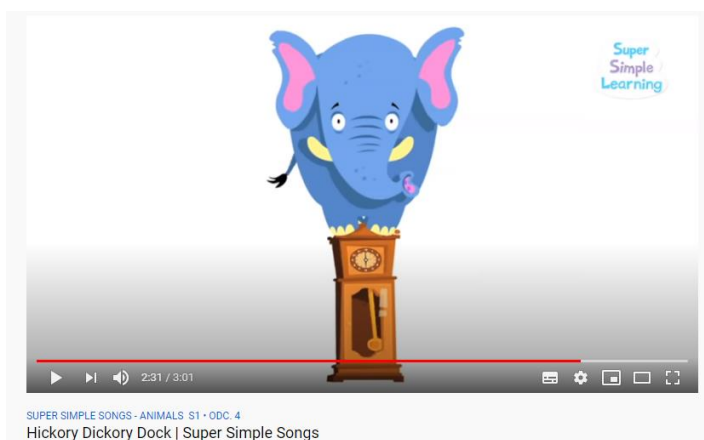 Super
Simple
Learning
2:31 / 3:01
SUPER SIMPLE SONGS - ANIMALS S1 • ODC. 4
Hickory Dickory Dock | Super Simple Songs